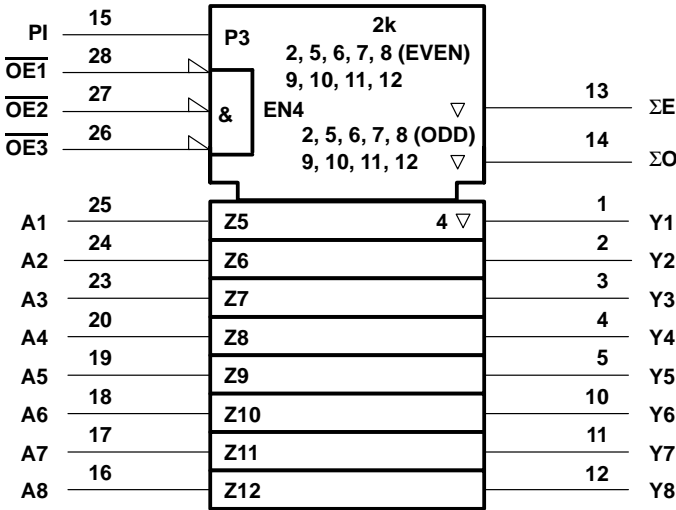 15
2k
PI
P3
2, 5, 6, 7, 8 (EVEN)
28
OE1
9, 10, 11, 12
27
13
OE2
&
EN4
▽
ΣE
26
2, 5, 6, 7, 8 (ODD)
14
OE3
9, 10, 11, 12
▽
ΣO
25
1
A1
Z5
4 ▽
Y1
24
2
A2
Z6
Y2
23
3
A3
Z7
Y3
20
4
A4
Z8
Y4
19
5
A5
Z9
Y5
18
10
A6
Z10
Y6
17
11
A7
Z11
Y7
16
12
A8
Z12
Y8